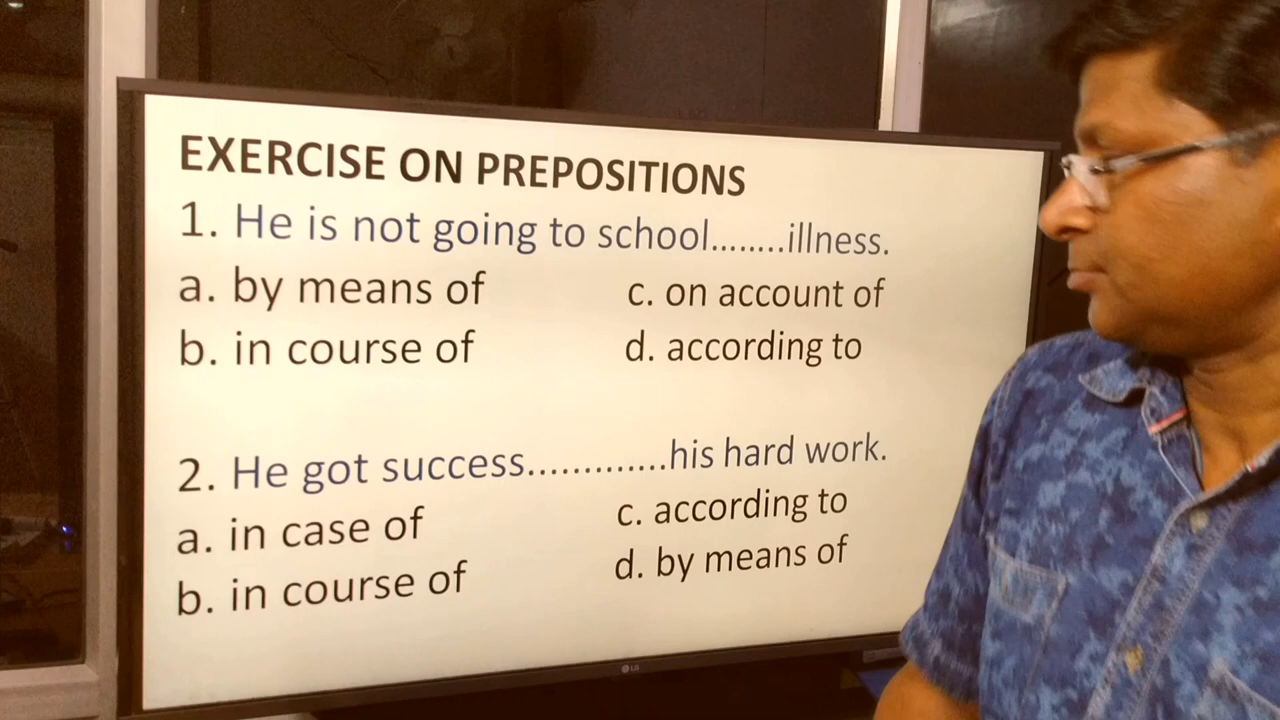 EXERCISE ON PREPOSITIONS
1. He is not going to school........illness.
a. by means of c. on account of
b. in course of d. according to
2. He got success.............his hard work.
a. in case of c. according to
b. in course of d. by means of
LG